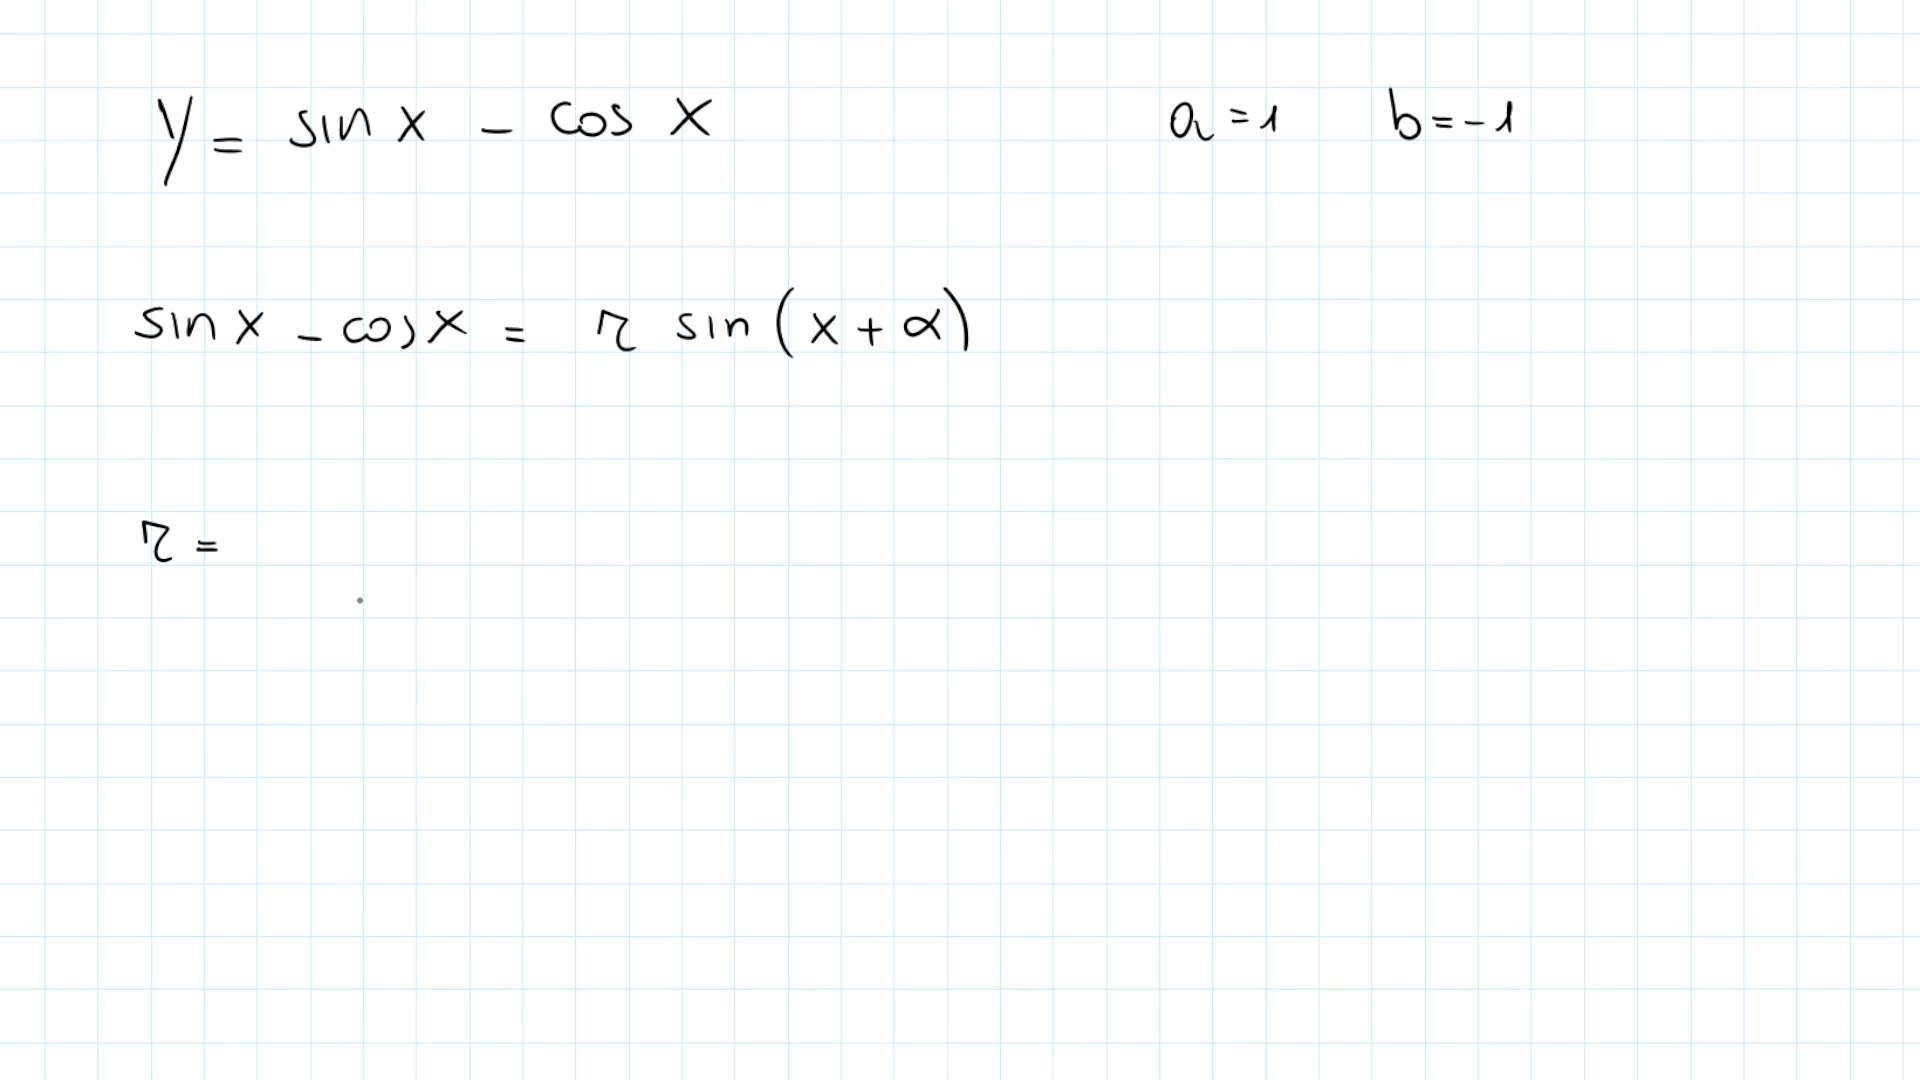 y = sin x - cos x a = 1 b = -1
sin x - cos x = r sin (x + α)
r =